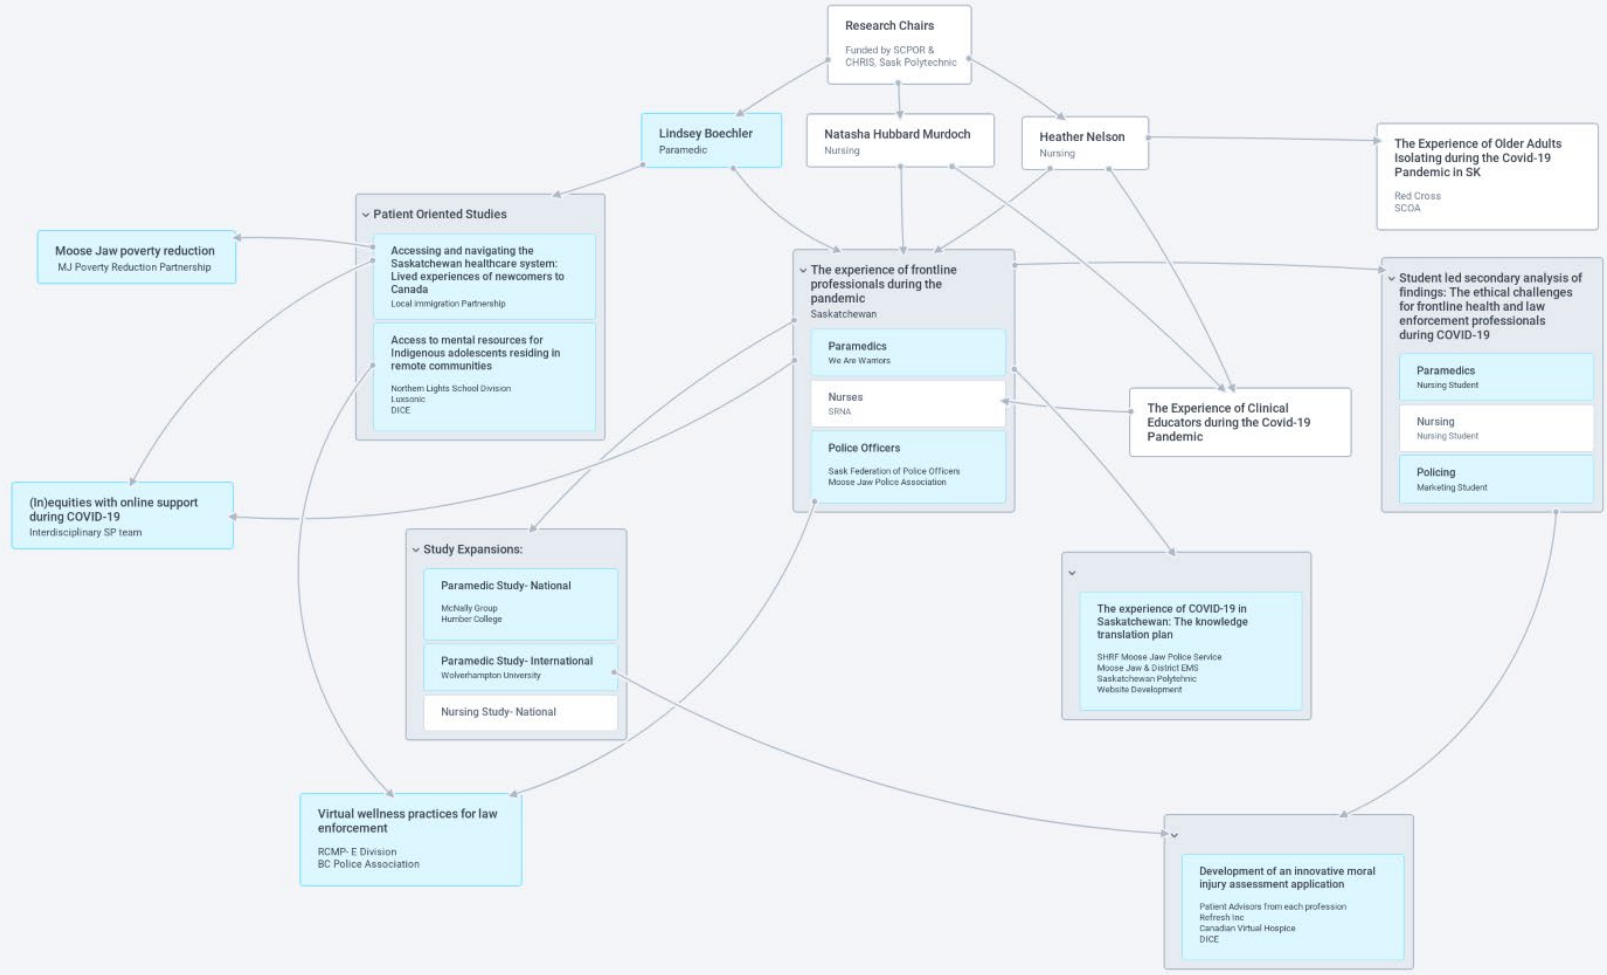 Research Chairs
Funded by SCPOR &
CHRIS, Sask Polytechnic
Lindsey Boechler
Paramedic
Natasha Hubbard Murdoch
Nursing
Heather Nelson
Nursing
The Experience of Older Adults
Isolating during the Covid-19
Pandemic in SK
Red Cross
SCOA
Patient Oriented Studies
Accessing and navigating the
Saskatchewan healthcare system:
Lived experiences of newcomers to
Canada
Local immigration Partnership
Access to mental resources for
Indigenous adolescents residing in
remote communities
Northern Lights School Division
Luxsonic
DICE
Moose Jaw poverty reduction
MJ Poverty Reduction Partnership
The experience of frontline
professionals during the
pandemic
Saskatchewan
Paramedics
We Are Warriors
Nurses
SRNA
Police Officers
Sask Federation of Police Officers
Moose Jaw Police Association
Student led secondary analysis of
findings: The ethical challenges
for frontline health and law
enforcement professionals
during COVID-19
Paramedics
Nursing Student
Nursing
Nursing Student
Policing
Marketing Student
The Experience of Clinical
Educators during the Covid-19
Pandemic
(In)equities with online support
during COVID-19
Interdisciplinary SP team
Study Expansions:
Paramedic Study- National
McNally Group
Humber College
Paramedic Study- International
Wolverhampton University
Nursing Study- National
The experience of COVID-19 in
Saskatchewan: The knowledge
translation plan
SHRF Moose Jaw Police Service
Moose Jaw & District EMS
Saskatchewan Polytehnic
Website Development
Virtual wellness practices for law
enforcement
RCMP- E Division
BC Police Association
Development of an innovative moral
injury assessment application
Patient Advisors from each profession
Refresh Inc
Canadian Virtual Hospice
DICE